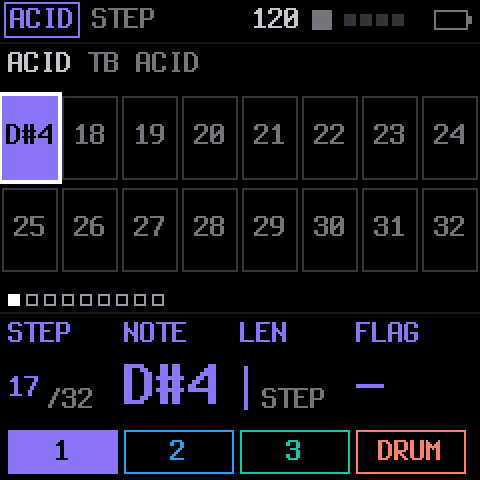 ACID STEP 120
ACID TB ACID
D#4 18 19 20 21 22 23 24
25 26 27 28 29 30 31 32
STEP NOTE LEN FLAG
17/32 D#4 | STEP —
1 2 3 DRUM